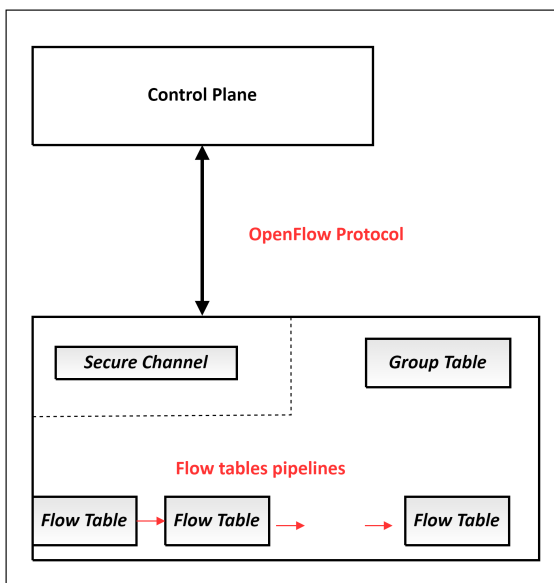 Control Plane
OpenFlow Protocol
Secure Channel
Group Table
Flow tables pipelines
Flow Table
Flow Table
Flow Table